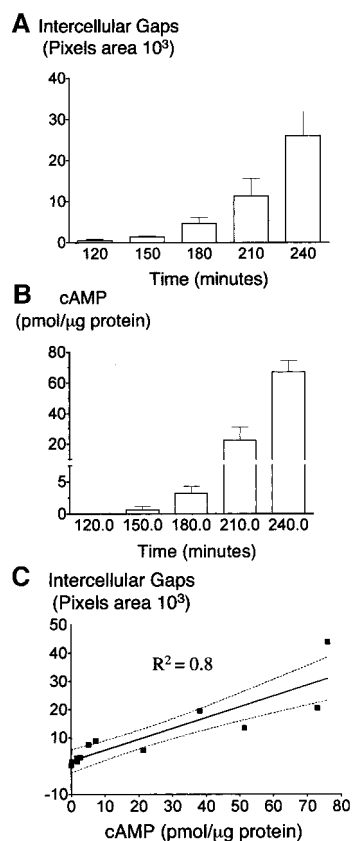 A Intercellular Gaps
(Pixels area 10³)
40
30
20
10
0
120 150 180 210 240
Time (minutes)
B cAMP
(pmol/μg protein)
80
60
40
20
5
0
120.0 150.0 180.0 210.0 240.0
Time (minutes)
C Intercellular Gaps
(Pixels area 10³)
50
40
30
20
10
-10
R² = 0.8
0 10 20 30 40 50 60 70 80
cAMP (pmol/μg protein)